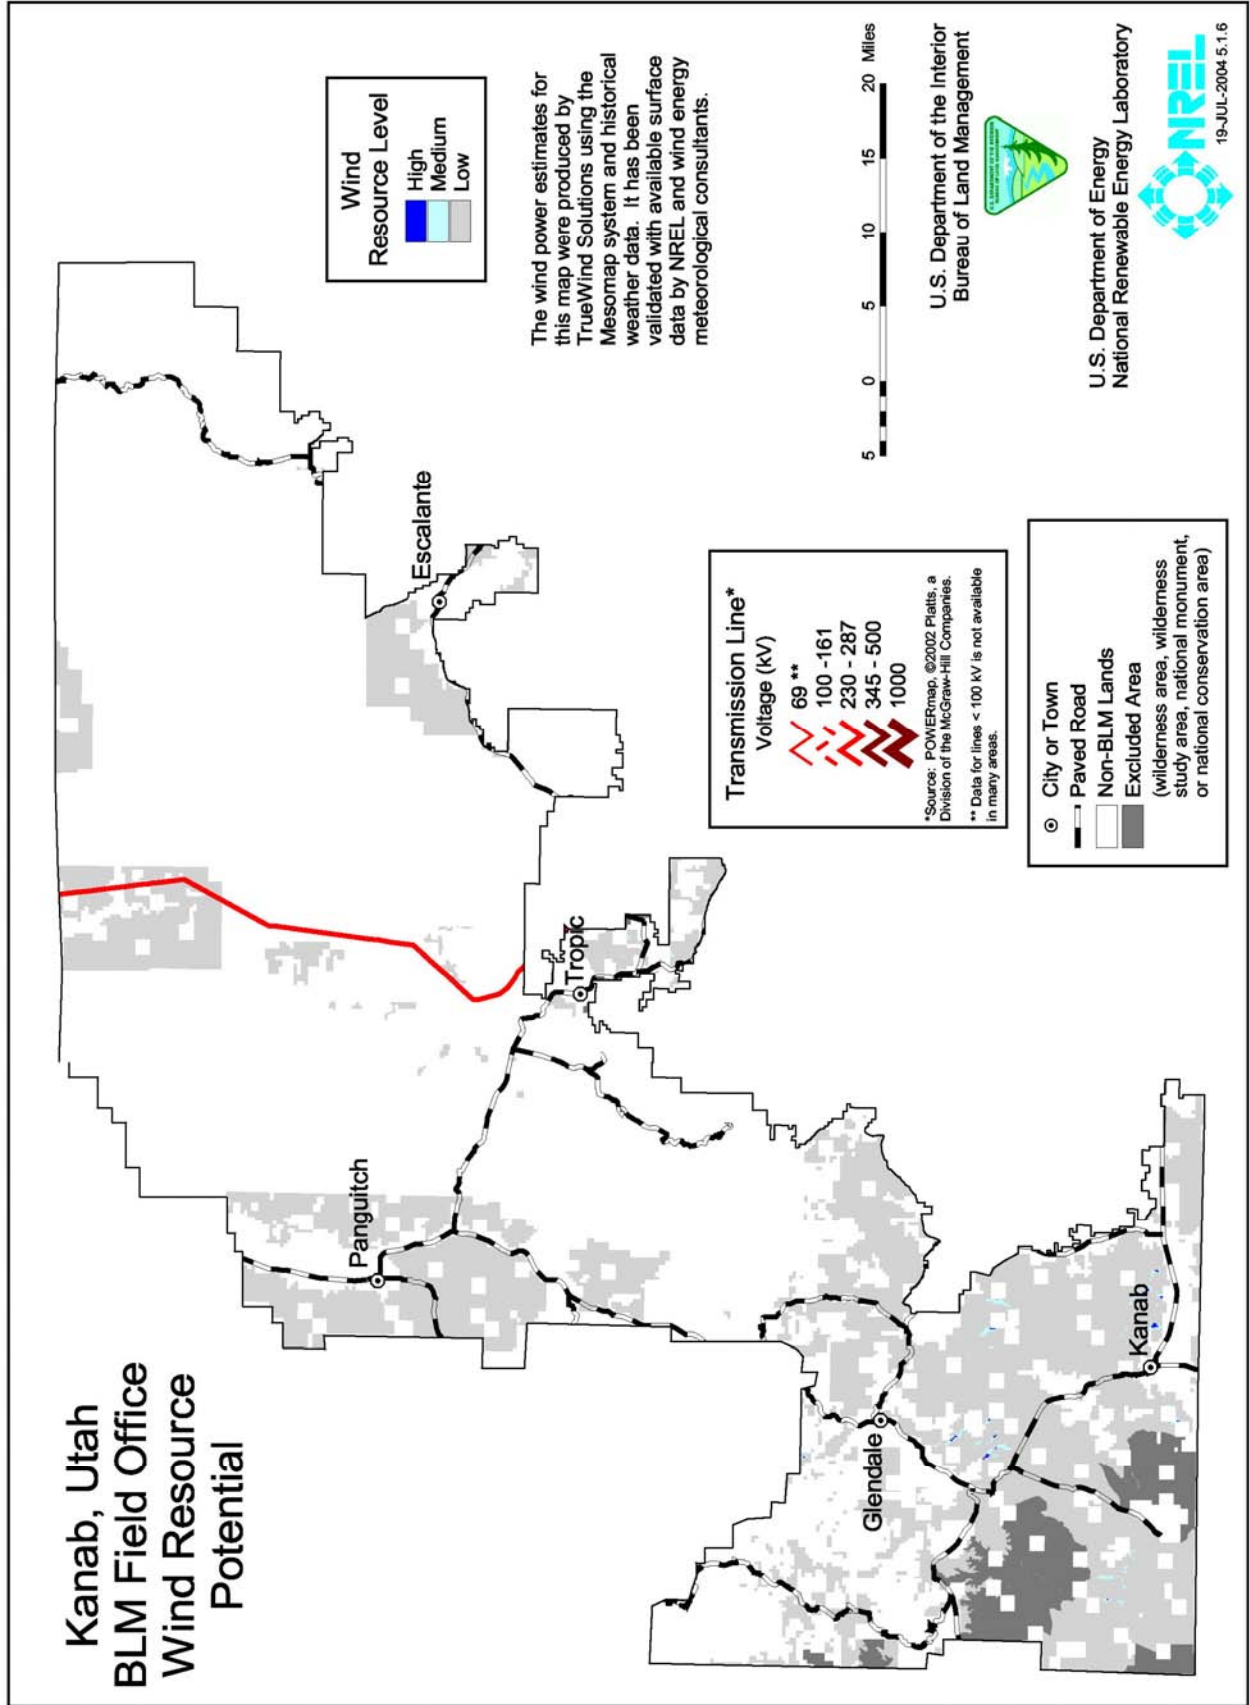 Kanab, Utah
BLM Field Office
Wind Resource
Potential
Wind
Resource Level
High
Medium
Low
The wind power estimates for
this map were produced by
TrueWind Solutions using the
Mesomap system and historical
weather data. It has been
validated with available surface
data by NREL and wind energy
meteorological consultants.
Panguitch
Escalante
Tropic
Glendale
Kanab
Transmission Line*
Voltage (kV)
69 **
100 -161
230 - 287
345 - 500
1000
*Source: POWERmap, ©2002 Platts, a
Division of the McGraw-Hill Companies.
** Data for lines < 100 kV is not available
in many areas.
City or Town
Paved Road
Non-BLM Lands
Excluded Area
(wilderness area, wilderness
study area, national monument,
or national conservation area)
5 0 5 10 15 20 Miles
U.S. Department of the Interior
Bureau of Land Management
U.S. Department of Energy
National Renewable Energy Laboratory
NREL
19-JUL-2004 5.1.6